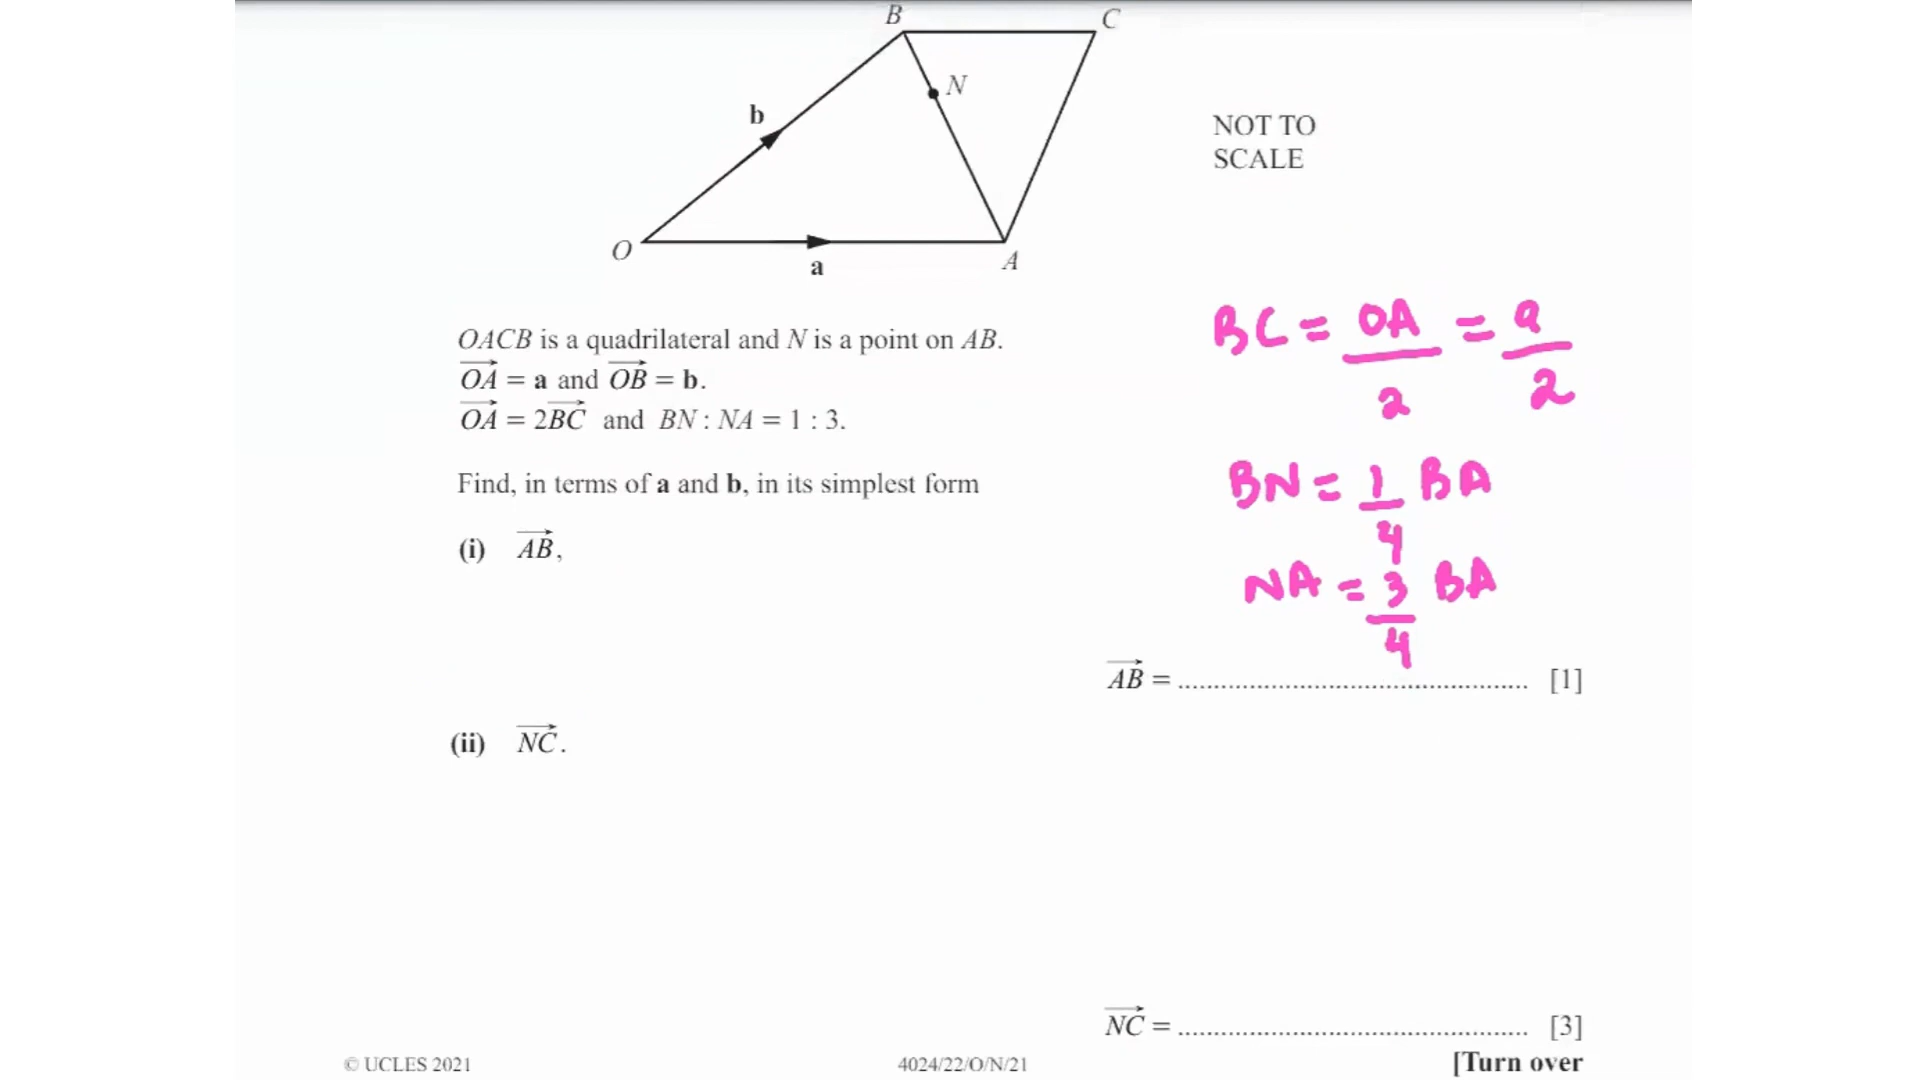 B
C
N
b
NOT TO
SCALE
O
a
A
OACB is a quadrilateral and N is a point on AB.
OA = a and OB = b.
OA = 2BC and BN : NA = 1 : 3.
BC = OA/2 = a/2
Find, in terms of a and b, in its simplest form
BN = 1/4 BA
(i) AB,
NA = 3/4 BA
AB = ........................................ [1]
(ii) NC.
NC = ........................................ [3]
© UCLES 2021
4024/22/O/N/21
[Turn over